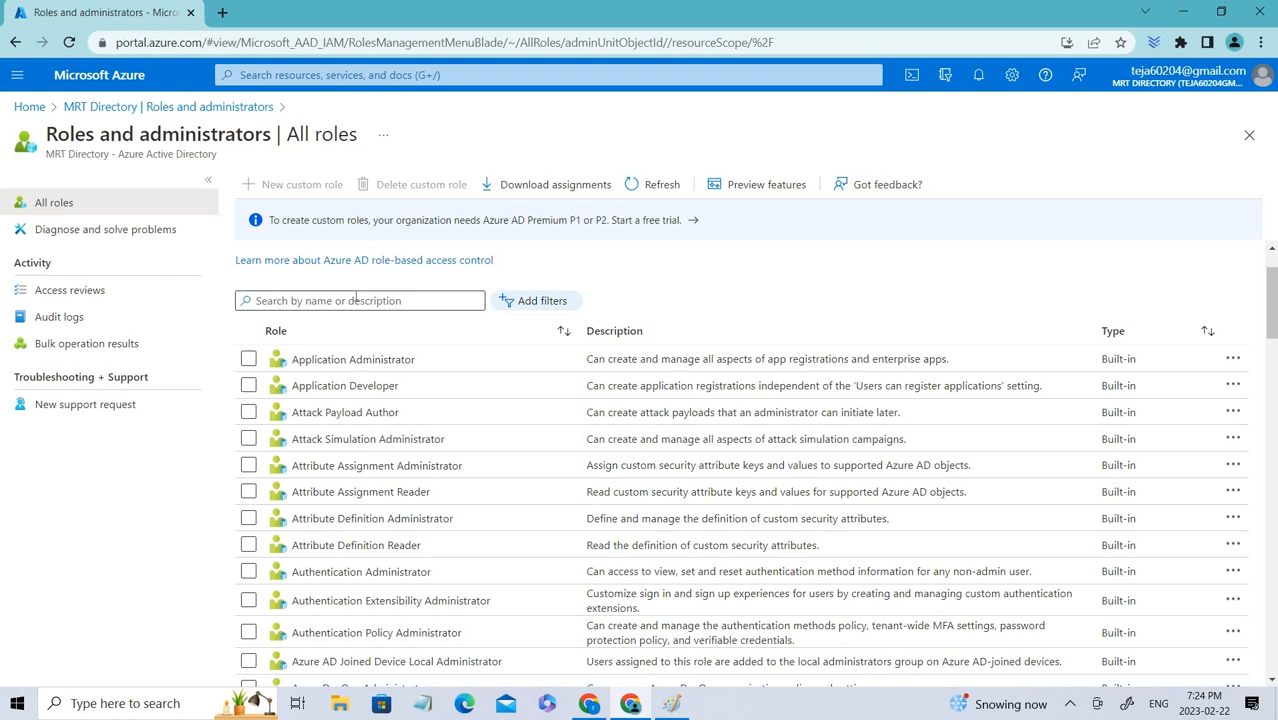 Roles and administrators - Micros
portal.azure.com/#view/Microsoft_AAD_IAM/RolesManagementMenuBlade/~/AllRoles/adminUnitObjectId//resourceScope/%2F
Microsoft Azure
Search resources, services, and docs (G+/)
teja60204@gmail.com
MRT DIRECTORY (TEJA60204GM...
Home > MRT Directory | Roles and administrators >
Roles and administrators | All roles ...
MRT Directory - Azure Active Directory
New custom role
Delete custom role
Download assignments
Refresh
Preview features
Got feedback?
All roles
Diagnose and solve problems
Activity
Access reviews
Audit logs
Bulk operation results
Troubleshooting + Support
New support request
To create custom roles, your organization needs Azure AD Premium P1 or P2. Start a free trial. →
Learn more about Azure AD role-based access control
Search by name or description
Add filters
Role Description Type
Application Administrator Can create and manage all aspects of app registrations and enterprise apps. Built-in ...
Application Developer Can create application registrations independent of the 'Users can register applications' setting. Built-in ...
Attack Payload Author Can create attack payloads that an administrator can initiate later. Built-in ...
Attack Simulation Administrator Can create and manage all aspects of attack simulation campaigns. Built-in ...
Attribute Assignment Administrator Assign custom security attribute keys and values to supported Azure AD objects. Built-in ...
Attribute Assignment Reader Read custom security attribute keys and values for supported Azure AD objects. Built-in ...
Attribute Definition Administrator Define and manage the definition of custom security attributes. Built-in ...
Attribute Definition Reader Read the definition of custom security attributes. Built-in ...
Authentication Administrator Can access to view, set and reset authentication method information for any non-admin user. Built-in ...
Authentication Extensibility Administrator Customize sign in and sign up experiences for users by creating and managing custom authentication Built-in ...
extensions.
Authentication Policy Administrator Can create and manage the authentication methods policy, tenant-wide MFA settings, password Built-in ...
protection policy, and verifiable credentials.
Azure AD Joined Device Local Administrator Users assigned to this role are added to the local administrators group on Azure AD-joined devices. Built-in ...
Type here to search
Snowing now
ENG
7:24 PM
2023-02-22